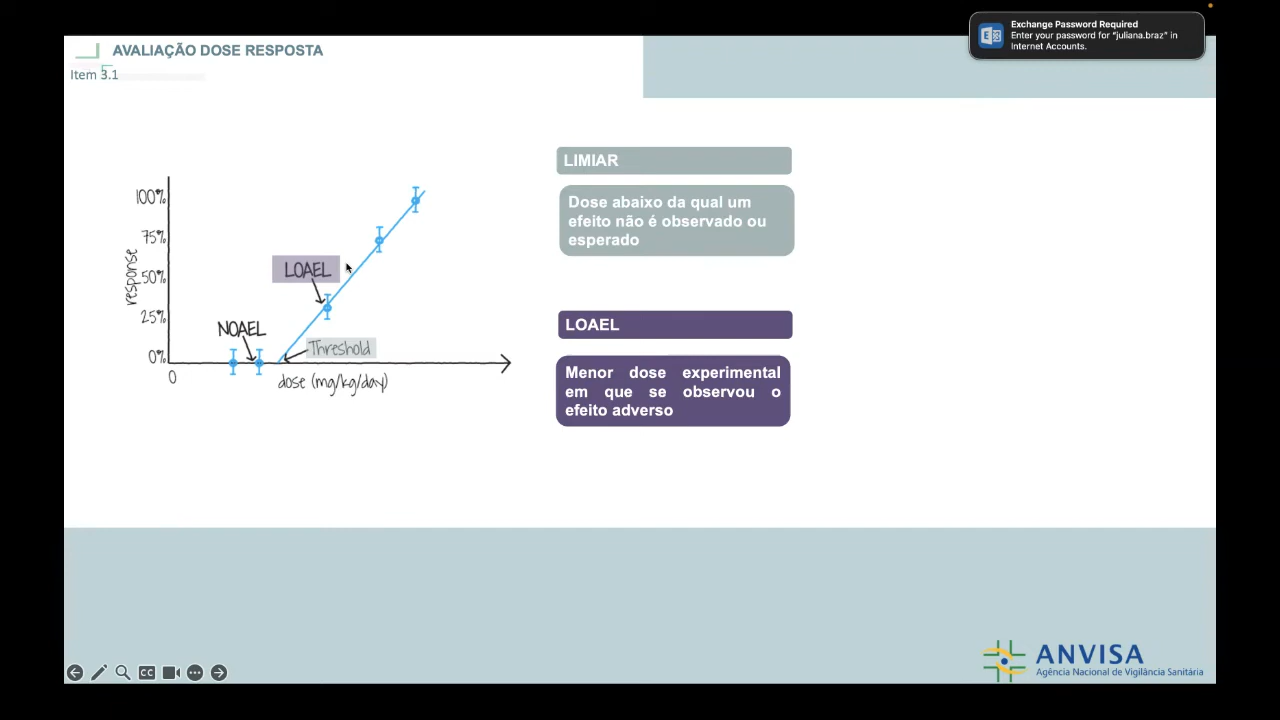 Exchange Password Required
Enter your password for “juliana.braz” in
Internet Accounts.
AVALIAÇÃO DOSE RESPOSTA
Item 3.1
LIMIAR
Dose abaixo da qual um
efeito não é observado ou
esperado
LOAEL
Menor dose experimental
em que se observou o
efeito adverso
100%
75%
50%
25%
0%
response
LOAEL
NOAEL
Threshold
0
dose (mg/kg/day)
CC
ANVISA
Agência Nacional de Vigilância Sanitária